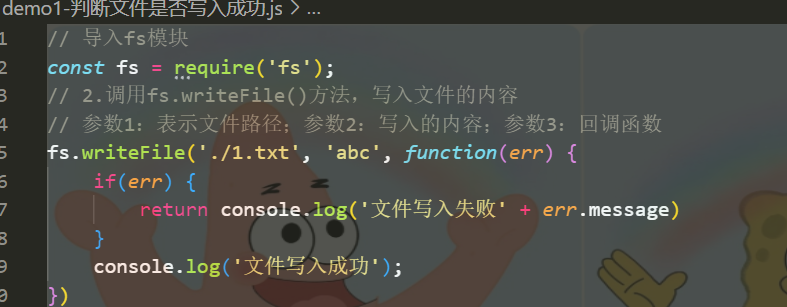 demo1-判断文件是否写入成功.js > ...
1 // 导入fs模块
2 const fs = require('fs');
3 // 2.调用fs.writeFile()方法，写入文件的内容
4 // 参数1：表示文件路径；参数2：写入的内容；参数3：回调函数
5 fs.writeFile('./1.txt', 'abc', function(err) {
6     if(err) {
7         return console.log('文件写入失败' + err.message)
8     }
9     console.log('文件写入成功');
0 })